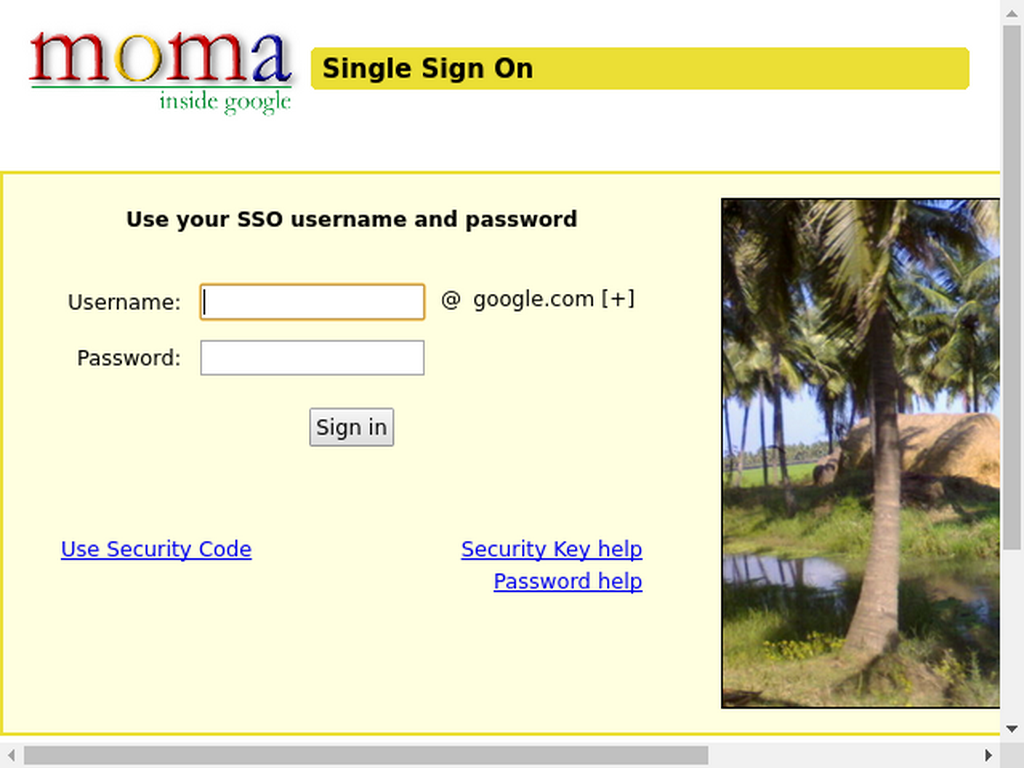 moma
inside google
Single Sign On
Use your SSO username and password
Username:
@ google.com [+]
Password:
Sign in
Use Security Code
Security Key help
Password help